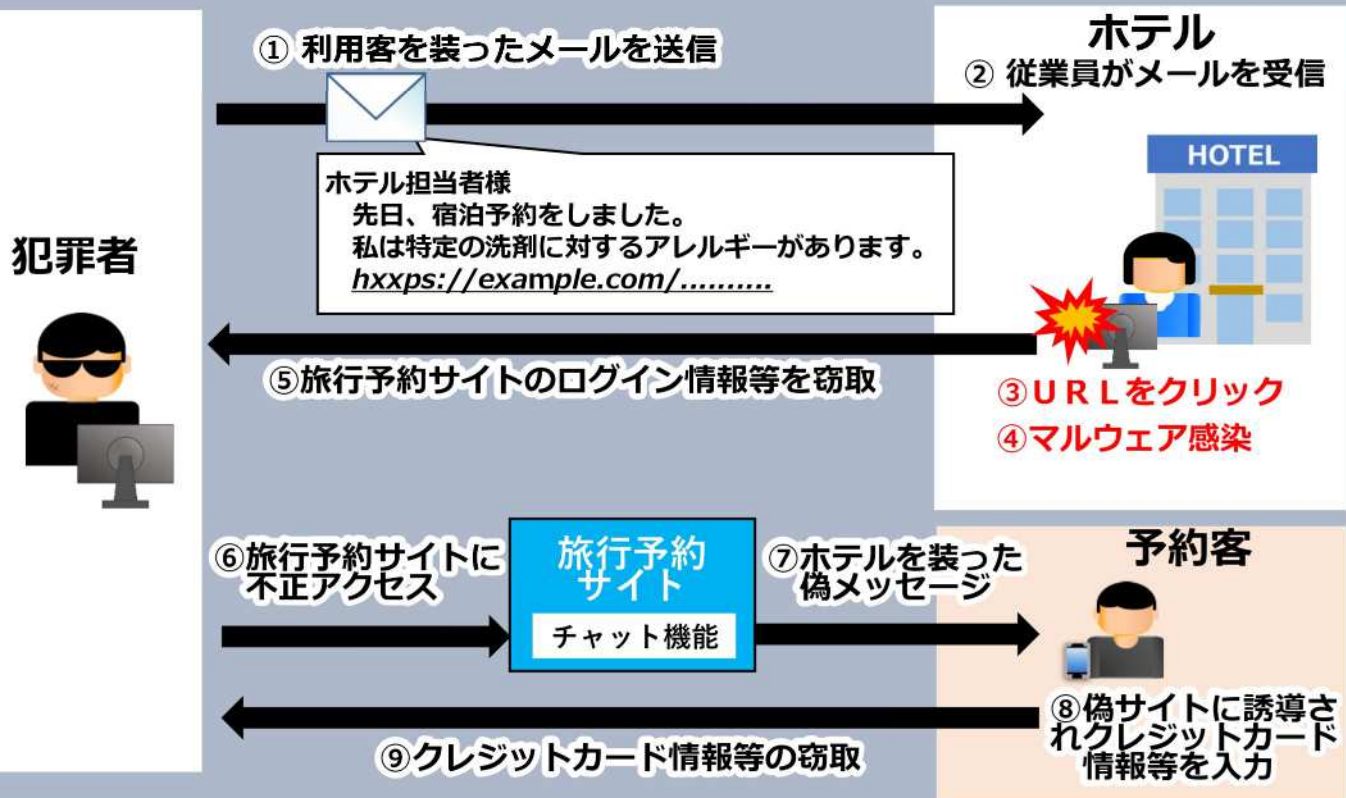 ① 利用客を装ったメールを送信
ホテル
② 従業員がメールを受信
HOTEL
ホテル担当者様
先日、宿泊予約をしました。
私は特定の洗剤に対するアレルギーがあります。
hxxps://example.com/..........
犯罪者
⑤旅行予約サイトのログイン情報等を窃取
③ＵＲＬをクリック
④マルウェア感染
⑥旅行予約サイトに
不正アクセス
旅行予約
サイト
チャット機能
⑦ホテルを装った
偽メッセージ
予約客
⑧偽サイトに誘導さ
れクレジットカード
情報等を入力
⑨クレジットカード情報等の窃取